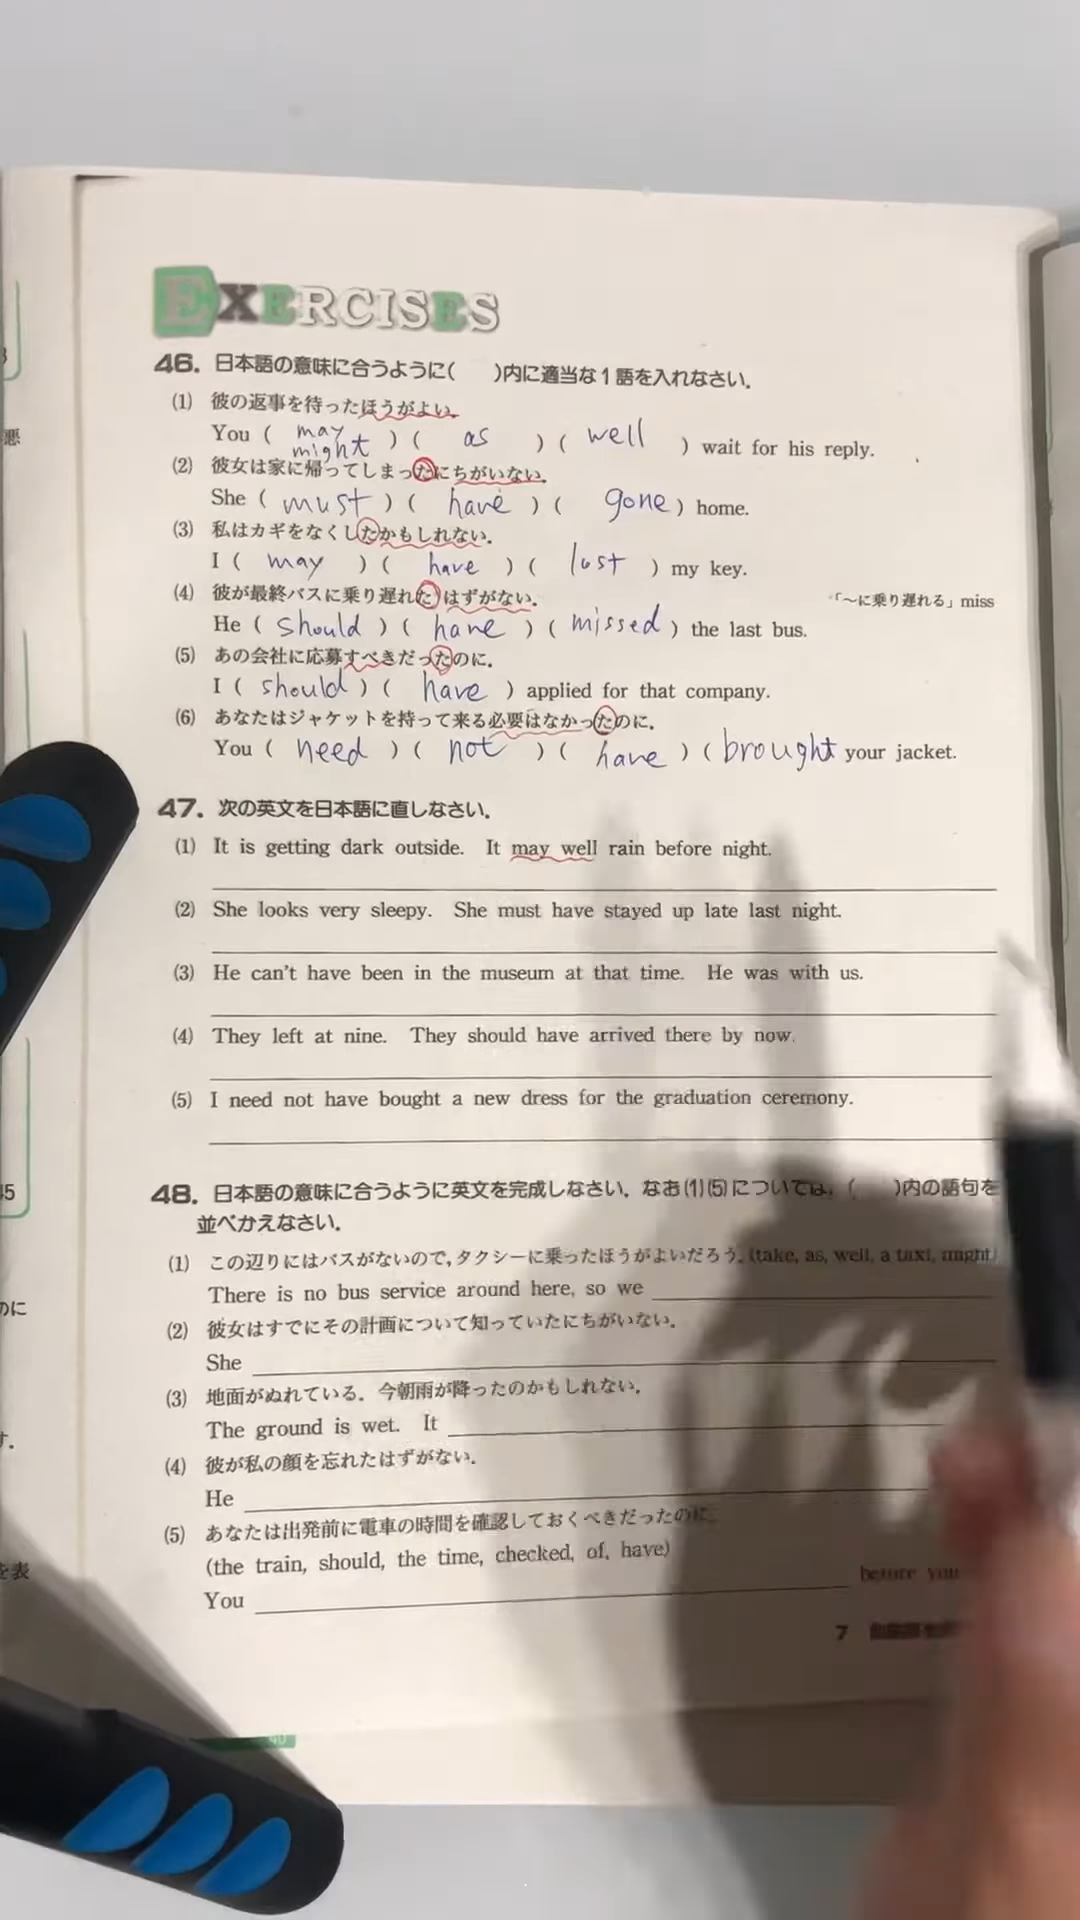 EXERCISES
46. 日本語の意味に合うように( )内に適当な1語を入れなさい.
(1) 彼の返事を待ったほうがよい.
You ( may might ) ( as ) ( well ) wait for his reply.
(2) 彼女は家に帰ってしまったにちがいない.
She ( must ) ( have ) ( gone ) home.
(3) 私はカギをなくしたかもしれない.
I ( may ) ( have ) ( lost ) my key.
(4) 彼が最終バスに乗り遅れたはずがない. 「〜に乗り遅れる」miss
He ( should ) ( have ) ( missed ) the last bus.
(5) あの会社に応募すべきだったのに.
I ( should ) ( have ) applied for that company.
(6) あなたはジャケットを持って来る必要はなかったのに.
You ( need ) ( not ) ( have ) ( brought your jacket.
47. 次の英文を日本語に直しなさい.
(1) It is getting dark outside. It may well rain before night.
(2) She looks very sleepy. She must have stayed up late last night.
(3) He can't have been in the museum at that time. He was with us.
(4) They left at nine. They should have arrived there by now.
(5) I need not have bought a new dress for the graduation ceremony.
48. 日本語の意味に合うように英文を完成しなさい. なお(1)(5)については, ( )内の語句を
並べかえなさい.
(1) この辺りにはバスがないので, タクシーに乗ったほうがよいだろう. (take, as, well, a taxi, might)
There is no bus service around here, so we
(2) 彼女はすでにその計画について知っていたにちがいない.
She
(3) 地面がぬれている. 今朝雨が降ったのかもしれない.
The ground is wet. It
(4) 彼が私の顔を忘れたはずがない.
He
(5) あなたは出発前に電車の時間を確認しておくべきだったのに.
(the train, should, the time, checked, of, have)
You before you
7
40
悪
45
のに
す.
を表